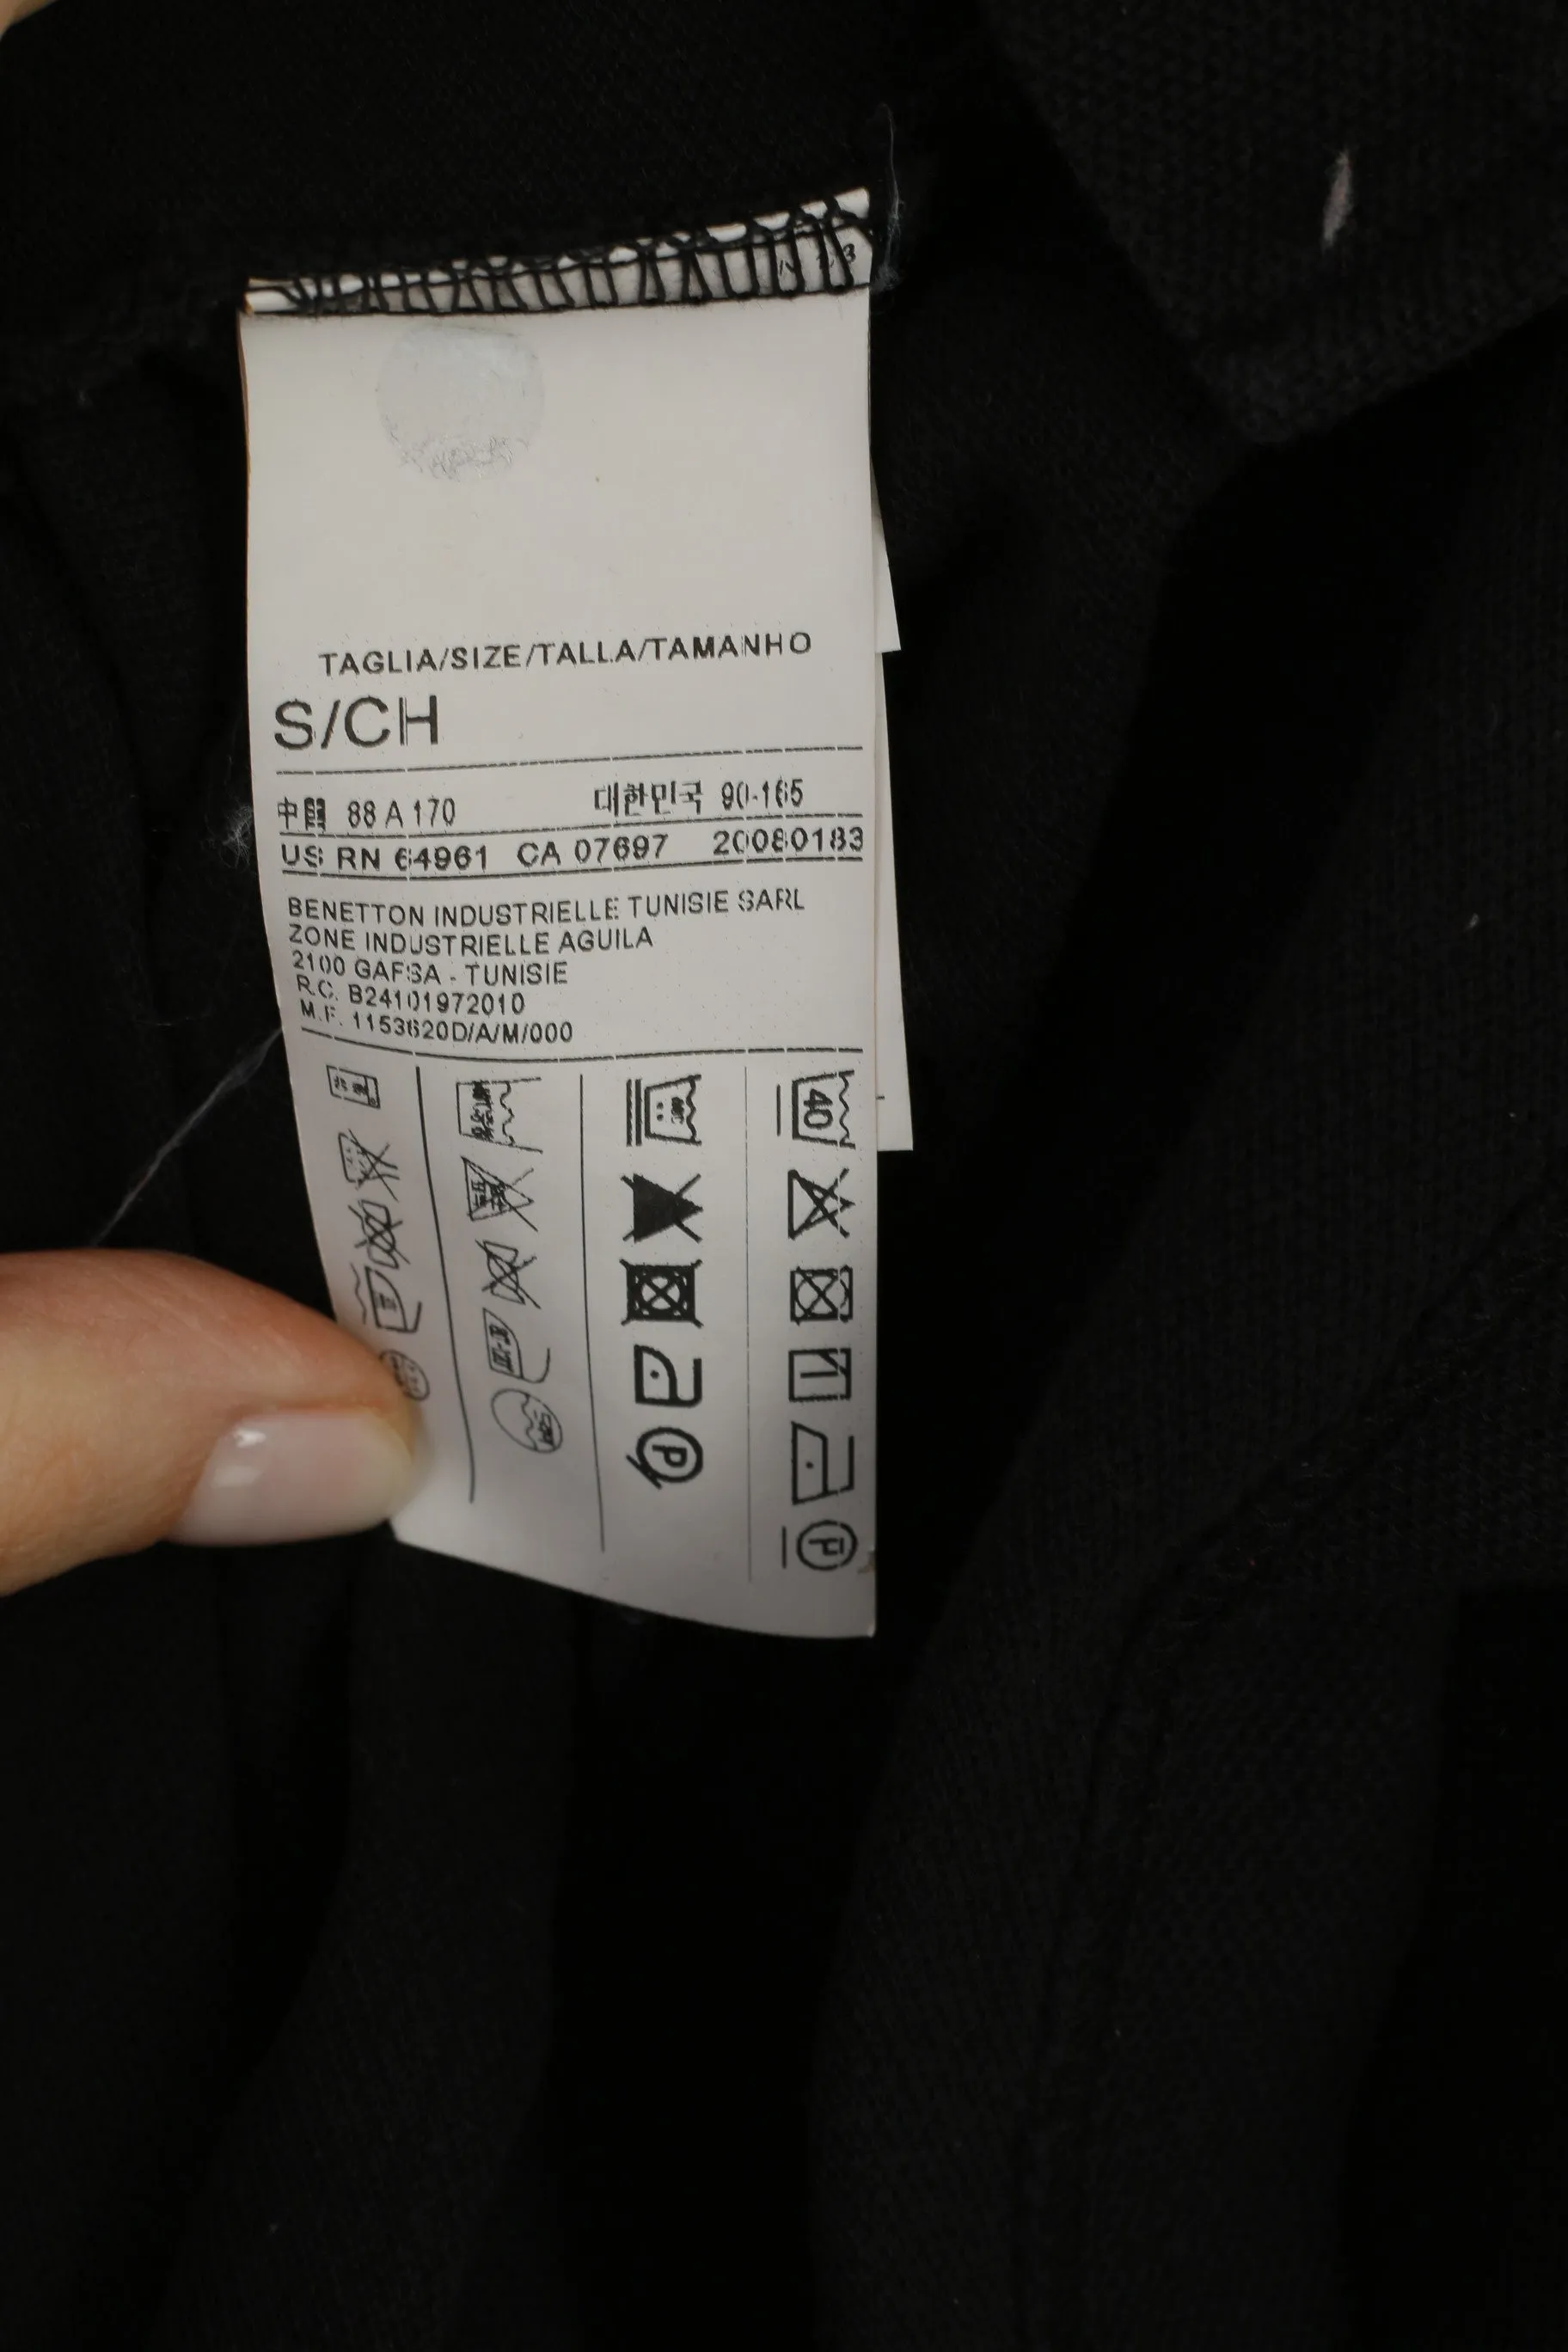 TAGLIA/SIZE/TALLA/TAMANHO
S/CH
中国 88 A 170 대한민국 90-165
US RN 64961 CA 07697 20080183
BENETTON INDUSTRIELLE TUNISIE SARL
ZONE INDUSTRIELLE AGUILA
2100 GAFSA - TUNISIE
R.C. B24101972010
M.F. 1153620D/A/M/000
40
P